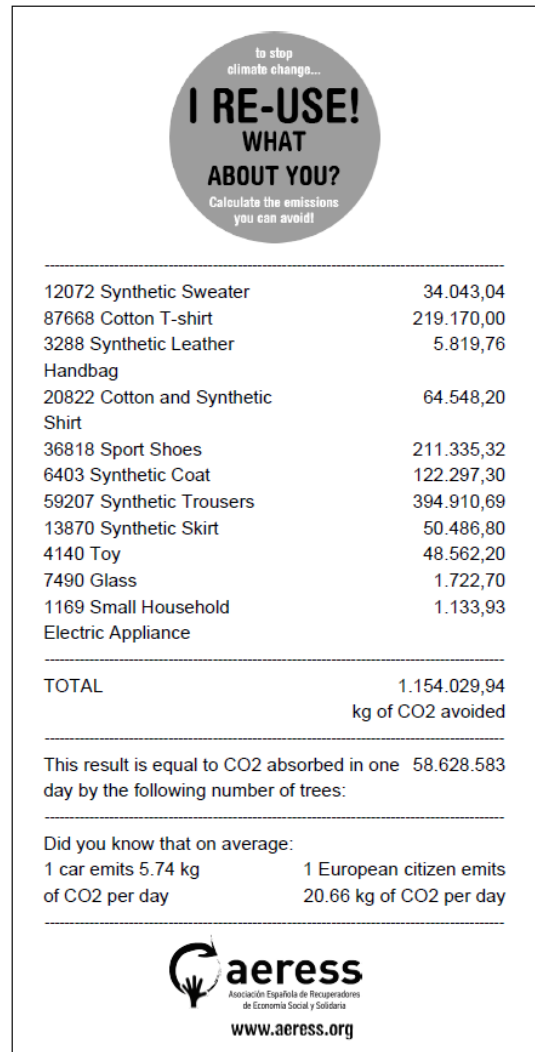 to stop
climate change...
I RE-USE!
WHAT
ABOUT YOU?
Calculate the emissions
you can avoid!
12072 Synthetic Sweater 34.043,04
87668 Cotton T-shirt 219.170,00
3288 Synthetic Leather 5.819,76
Handbag
20822 Cotton and Synthetic 64.548,20
Shirt
36818 Sport Shoes 211.335,32
6403 Synthetic Coat 122.297,30
59207 Synthetic Trousers 394.910,69
13870 Synthetic Skirt 50.486,80
4140 Toy 48.562,20
7490 Glass 1.722,70
1169 Small Household 1.133,93
Electric Appliance
TOTAL 1.154.029,94
kg of CO2 avoided
This result is equal to CO2 absorbed in one 58.628.583
day by the following number of trees:
Did you know that on average:
1 car emits 5.74 kg 1 European citizen emits
of CO2 per day 20.66 kg of CO2 per day
aeress
Asociación Española de Recuperadores
de Economía Social y Solidaria
www.aeress.org